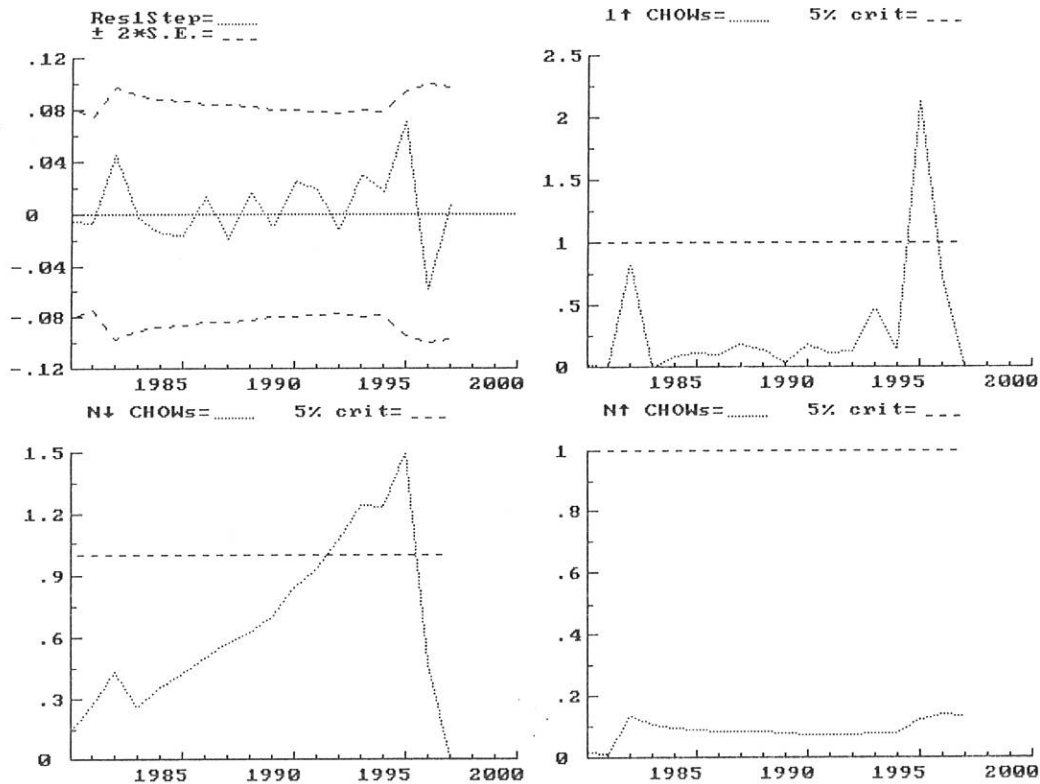 Res1Step=........
± 2*S.E.= _ _ _
.12
.08
.04
0
-.04
-.08
-.12
1985 1990 1995 2000
1↑ CHOWs=........ 5% crit= _ _ _
2.5
2
1.5
1
.5
0
1985 1990 1995 2000
N↓ CHOWs=........ 5% crit= _ _ _
1.5
1.2
.9
.6
.3
0
1985 1990 1995 2000
N↑ CHOWs=........ 5% crit= _ _ _
1
.8
.6
.4
.2
0
1985 1990 1995 2000